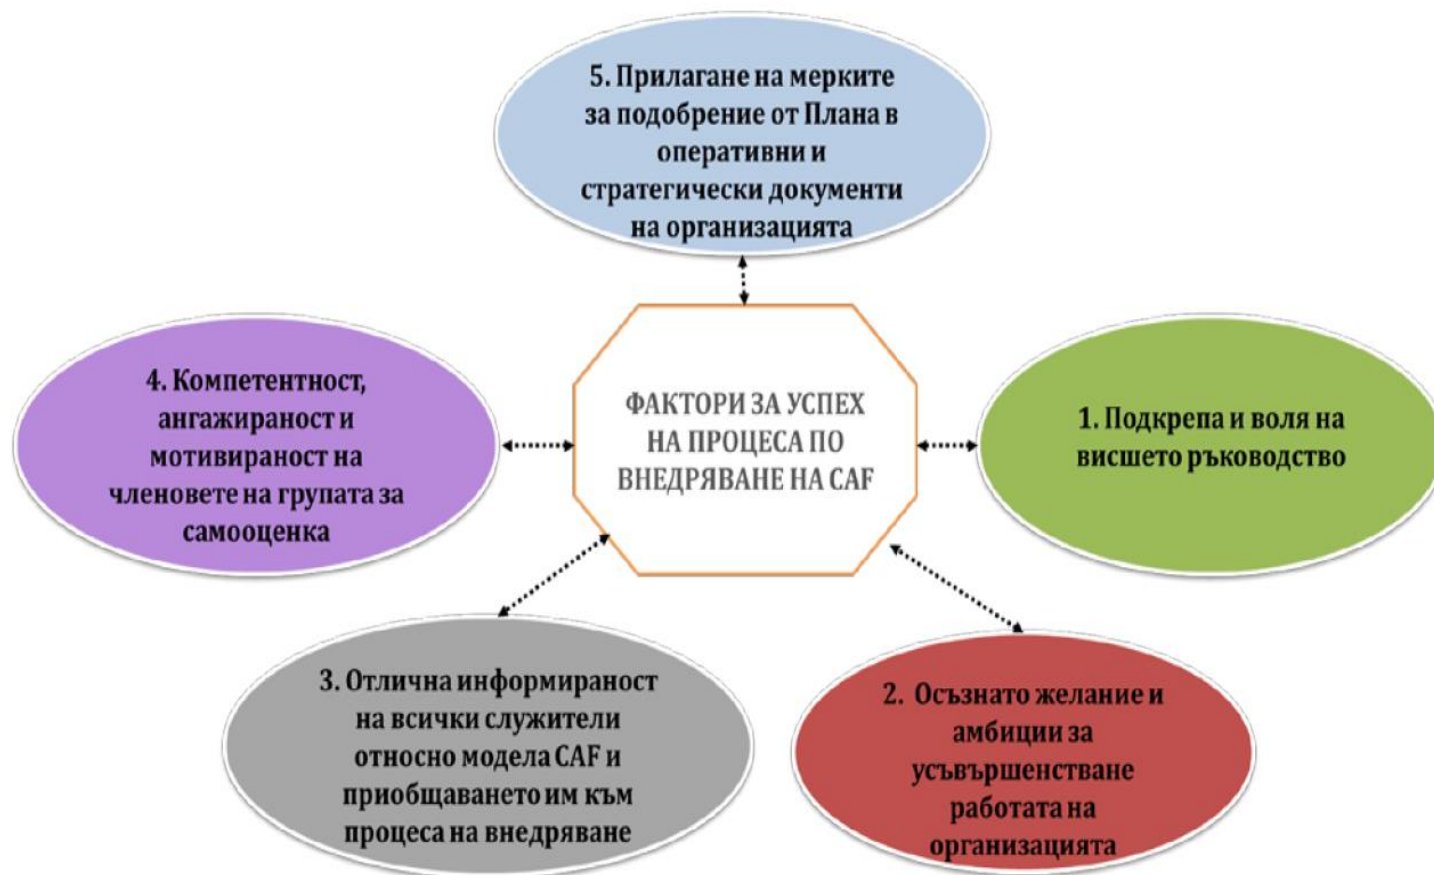 5. Прилагане на мерките
за подобрение от Плана в
оперативни и
стратегически документи
на организацията
4. Компетентност,
ангажираност и
мотивираност на
членовете на групата за
самооценка
ФАКТОРИ ЗА УСПЕХ
НА ПРОЦЕСА ПО
ВНЕДРЯВАНЕ НА CAF
1. Подкрепа и воля на
висшето ръководство
3. Отлична информираност
на всички служители
относно модела CAF и
приобщаването им към
процеса на внедряване
2. Осъзнато желание и
амбиции за
усъвършенстване
работата на
организацията